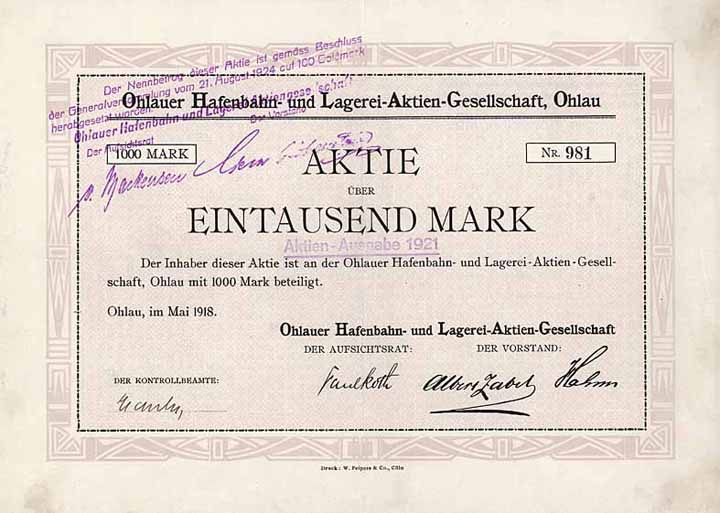 Der Nennbetrag dieser Aktie ist gemäss Beschluss
der Generalversammlung vom 21. August 1924 auf 100 Goldmark
herabgesetzt worden.
Ohlauer Hafenbahn und Lagerei-Aktiengesellschaft
Der Aufsichtsrat Der Vorstand
v. Mackensen
Ohlauer Hafenbahn- und Lagerei-Aktien-Gesellschaft, Ohlau
1000 MARK
NR. 981
AKTIE
ÜBER
EINTAUSEND MARK
Aktien-Ausgabe 1921
Der Inhaber dieser Aktie ist an der Ohlauer Hafenbahn- und Lagerei-Aktien-Gesell-
schaft, Ohlau mit 1000 Mark beteiligt.
Ohlau, im Mai 1918.
Ohlauer Hafenbahn- und Lagerei-Aktien-Gesellschaft
DER AUFSICHTSRAT: DER VORSTAND:
DER KONTROLLBEAMTE:
Albert Zabel
Druck: W. Peipers & Co., Cöln